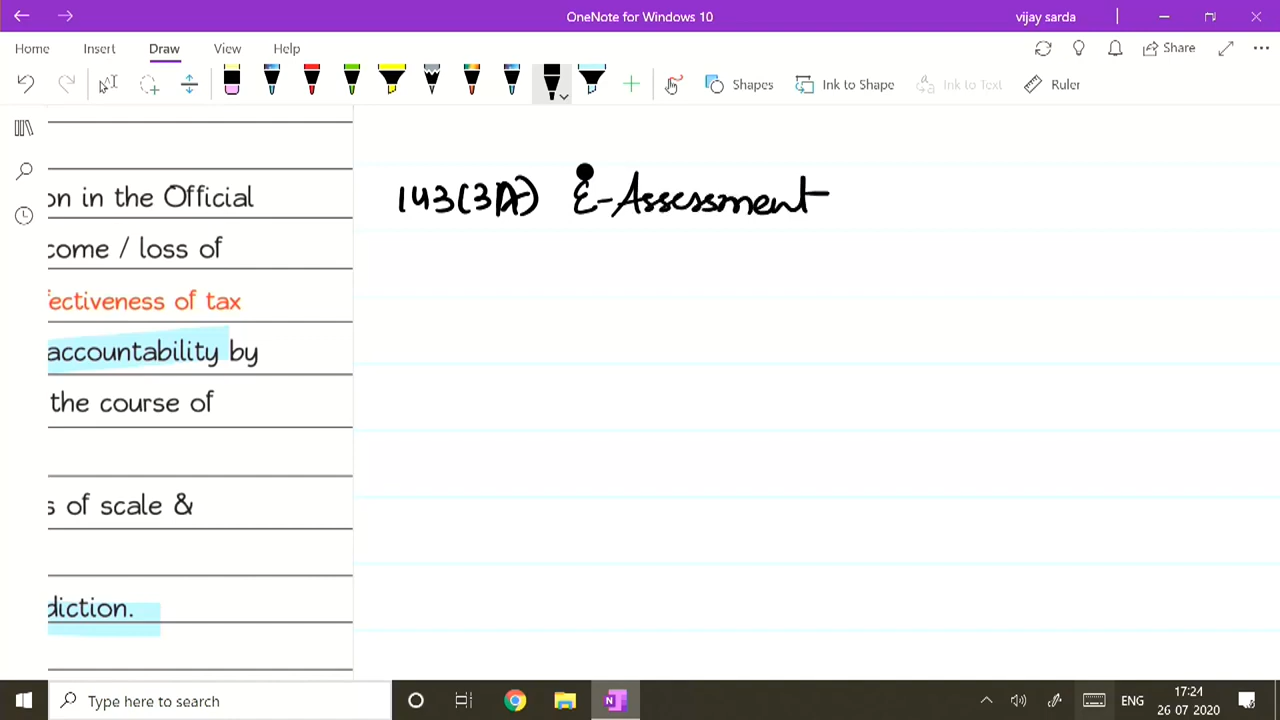 OneNote for Windows 10
vijay sarda
Home Insert Draw View Help
Share
Shapes Ink to Shape Ink to Text Ruler
on in the Official
come / loss of
fectiveness of tax
accountability by
the course of
s of scale &
diction.
143(3A) E-Assessment
Type here to search
ENG
17:24
26-07-2020